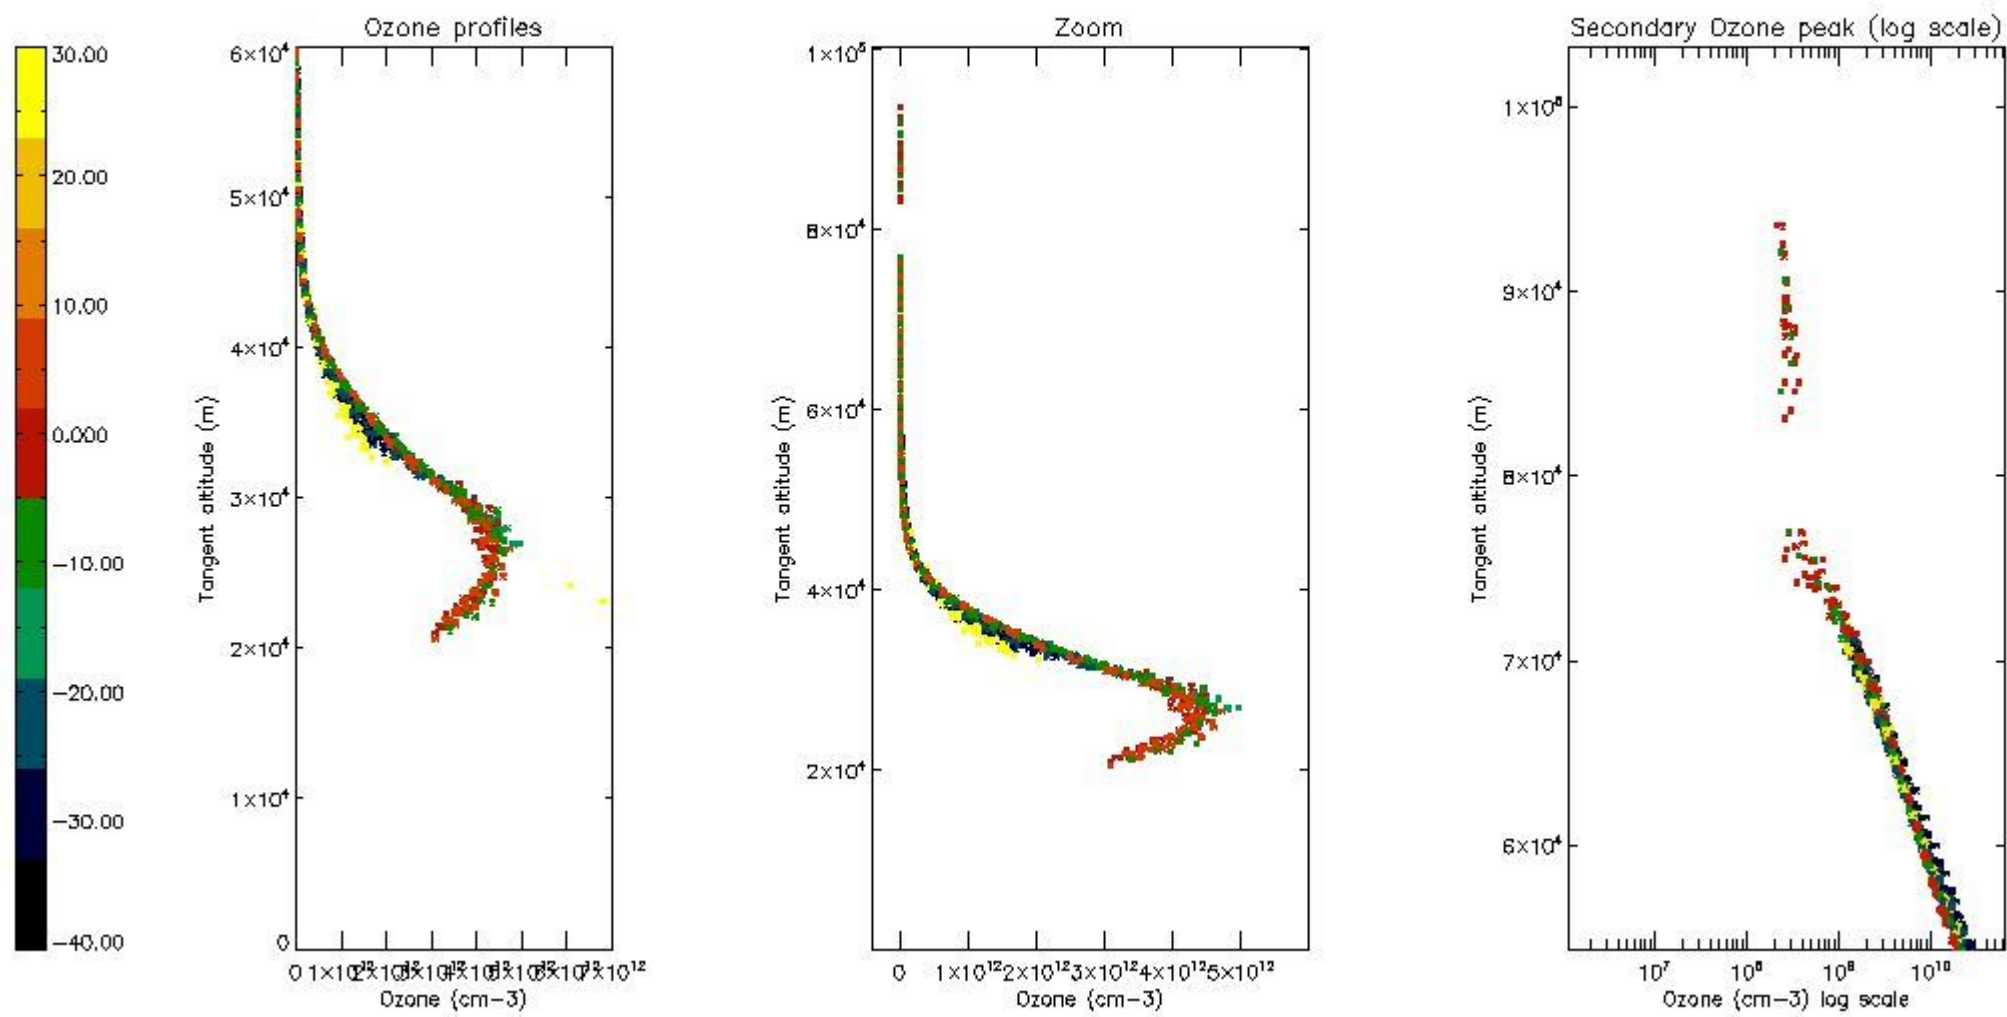 Ozone profiles
Zoom
Secondary Ozone peak (log scale)
30.00
20.00
10.00
0.000
−10.00
−20.00
−30.00
−40.00
6×10⁴
5×10⁴
4×10⁴
3×10⁴
2×10⁴
1×10⁴
0
Tangent altitude (m)
Ozone (cm−3)
1×10⁵
8×10⁴
6×10⁴
4×10⁴
2×10⁴
Tangent altitude (m)
0 1×10¹² 2×10¹² 3×10¹² 4×10¹² 5×10¹²
Ozone (cm−3)
9×10⁴
8×10⁴
7×10⁴
6×10⁴
Tangent altitude (m)
10⁷ 10⁸ 10⁹ 10¹⁰
Ozone (cm−3) log scale